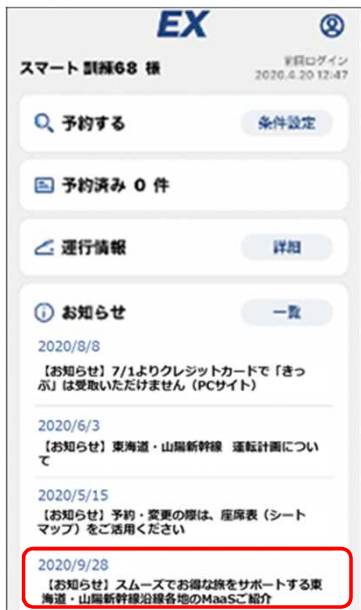 EX
スマート 訓練68 様
前回ログイン
2020.4.20 12:47
予約する
条件設定
予約済み 0 件
運行情報
詳細
お知らせ
一覧
2020/8/8
【お知らせ】7/1よりクレジットカードで「きっ
ぷ」は受取いただけません（PCサイト）
2020/6/3
【お知らせ】東海道・山陽新幹線 運転計画につい
て
2020/5/15
【お知らせ】予約・変更の際は、座席表（シート
マップ）をご活用ください
2020/9/28
【お知らせ】スムーズでお得な旅をサポートする東
海道・山陽新幹線沿線各地のMaaSご紹介